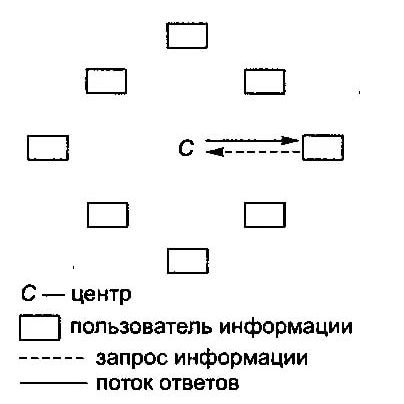 С
С — центр
пользователь информации
запрос информации
поток ответов